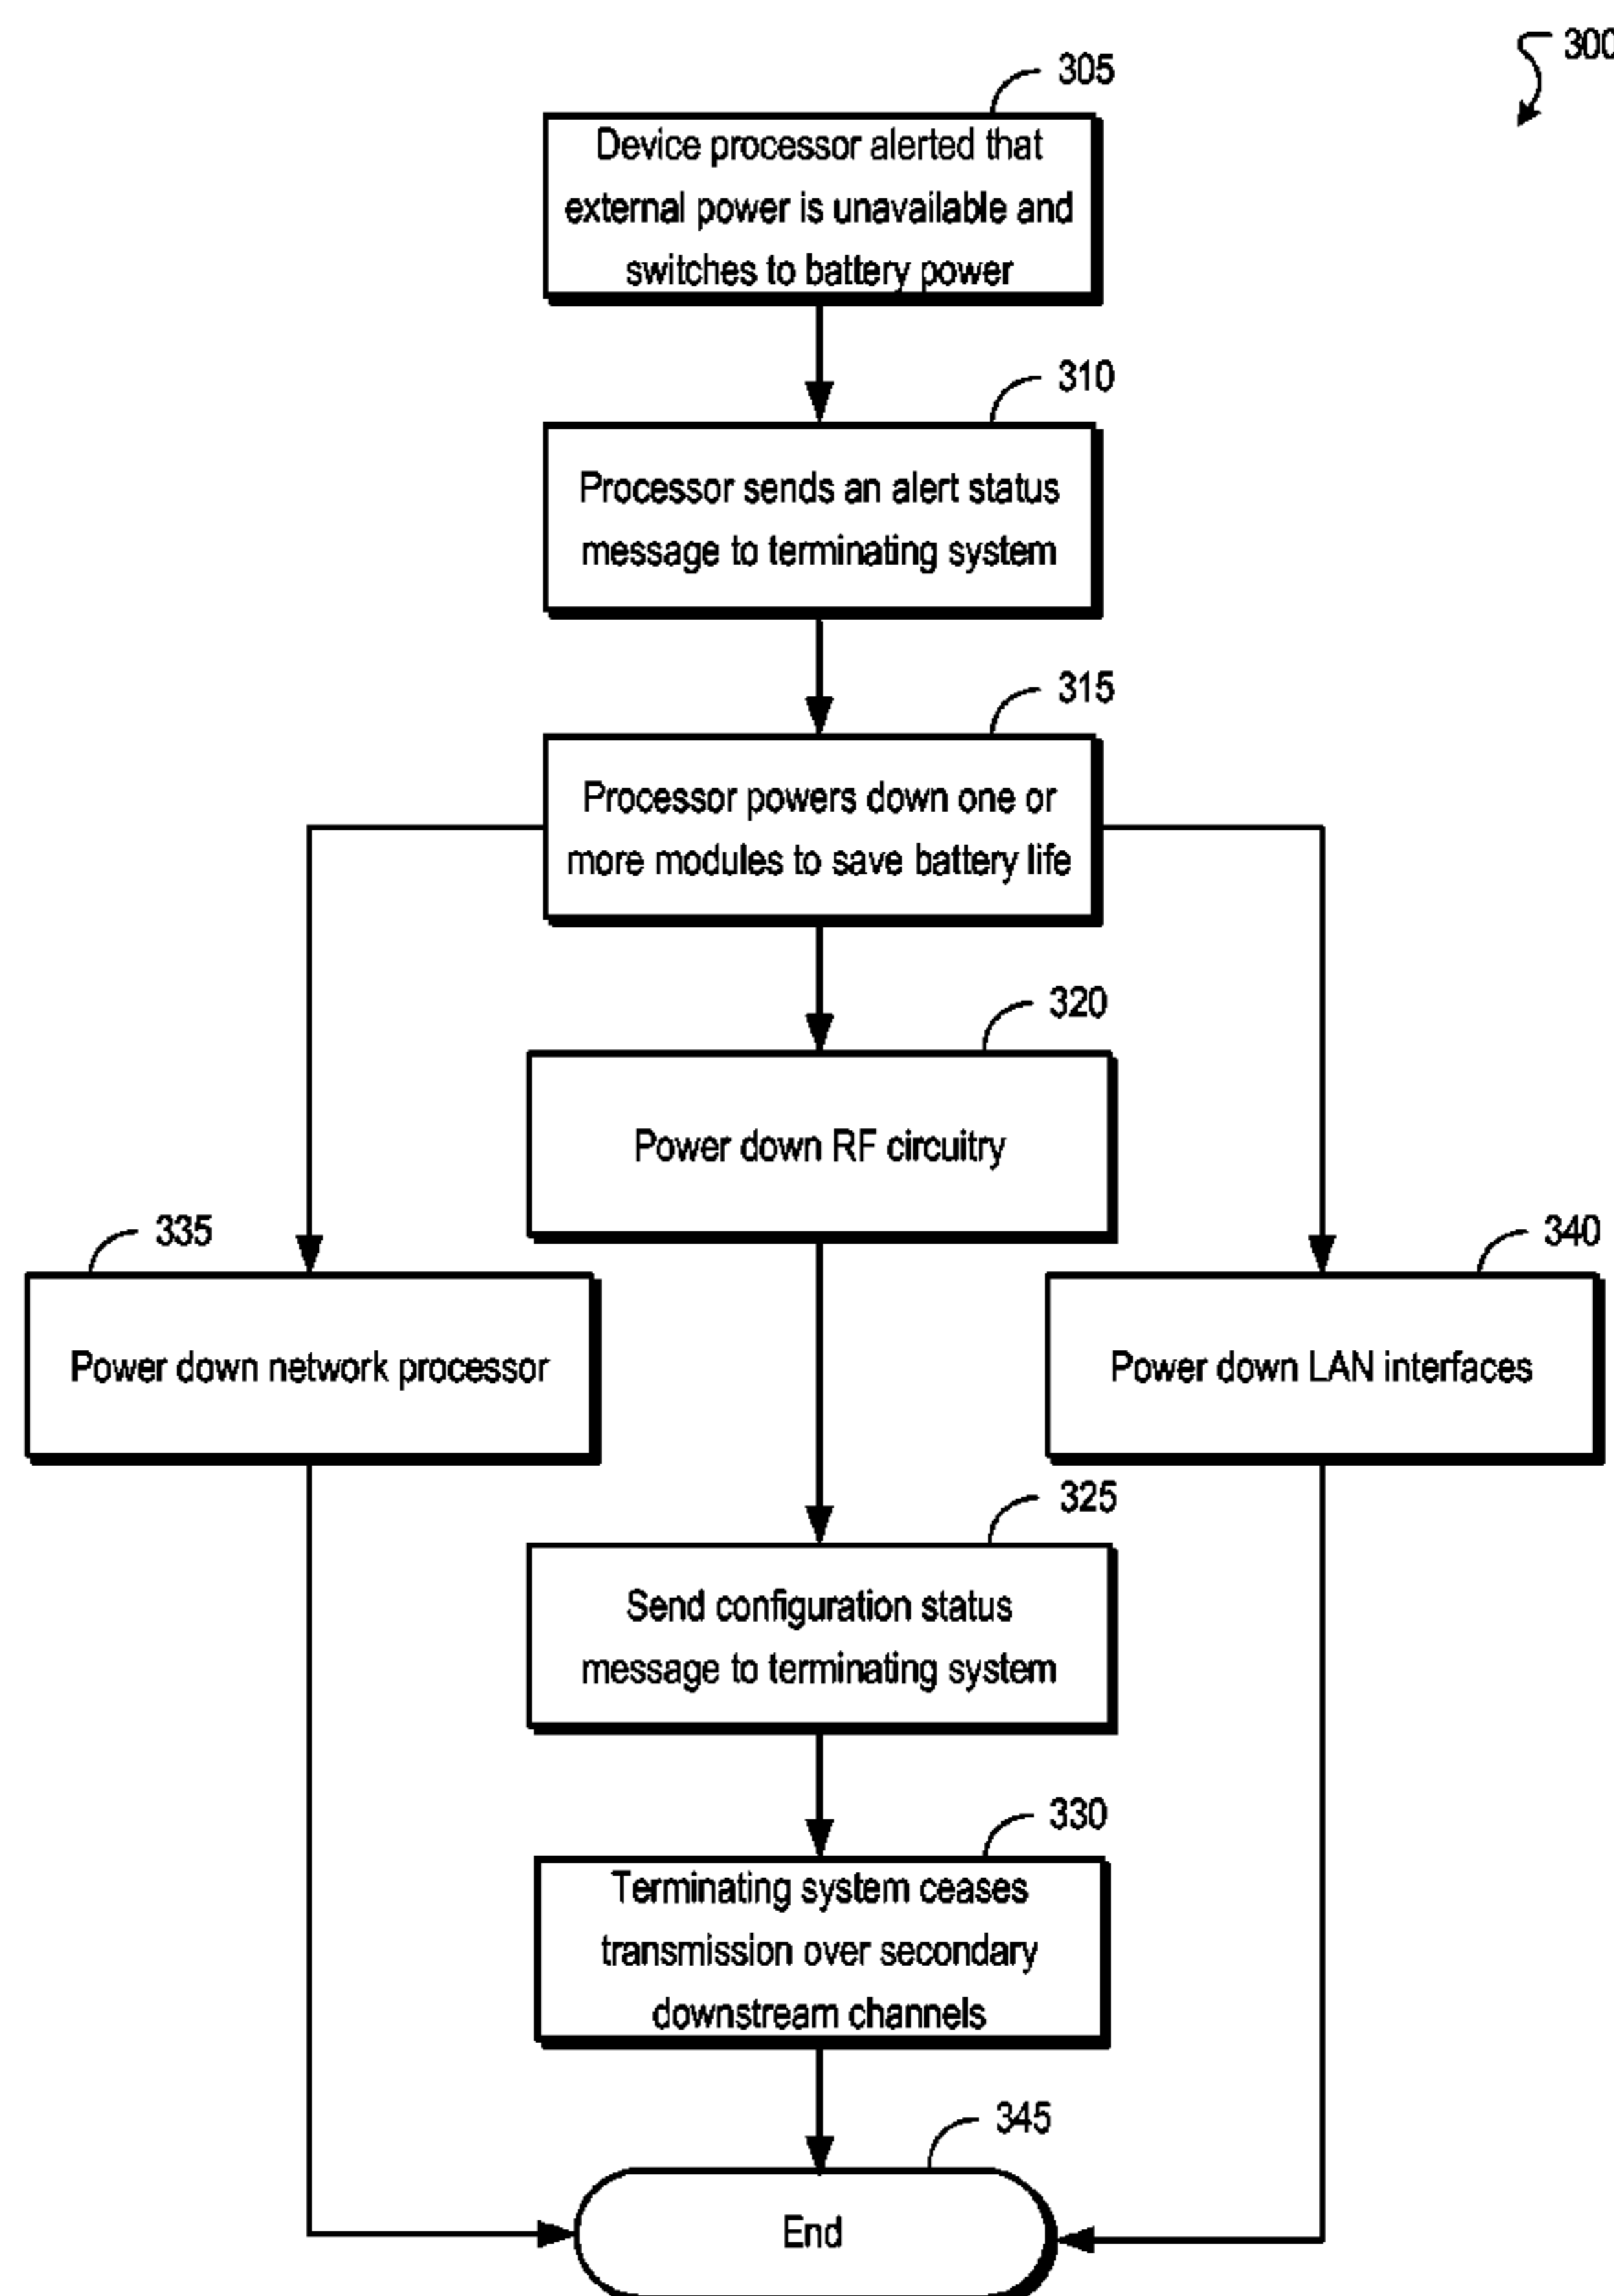 300
305
Device processor alerted that
external power is unavailable and
switches to battery power
310
Processor sends an alert status
message to terminating system
315
Processor powers down one or
more modules to save battery life
320
Power down RF circuitry
335
Power down network processor
340
Power down LAN interfaces
325
Send configuration status
message to terminating system
330
Terminating system ceases
transmission over secondary
downstream channels
345
End